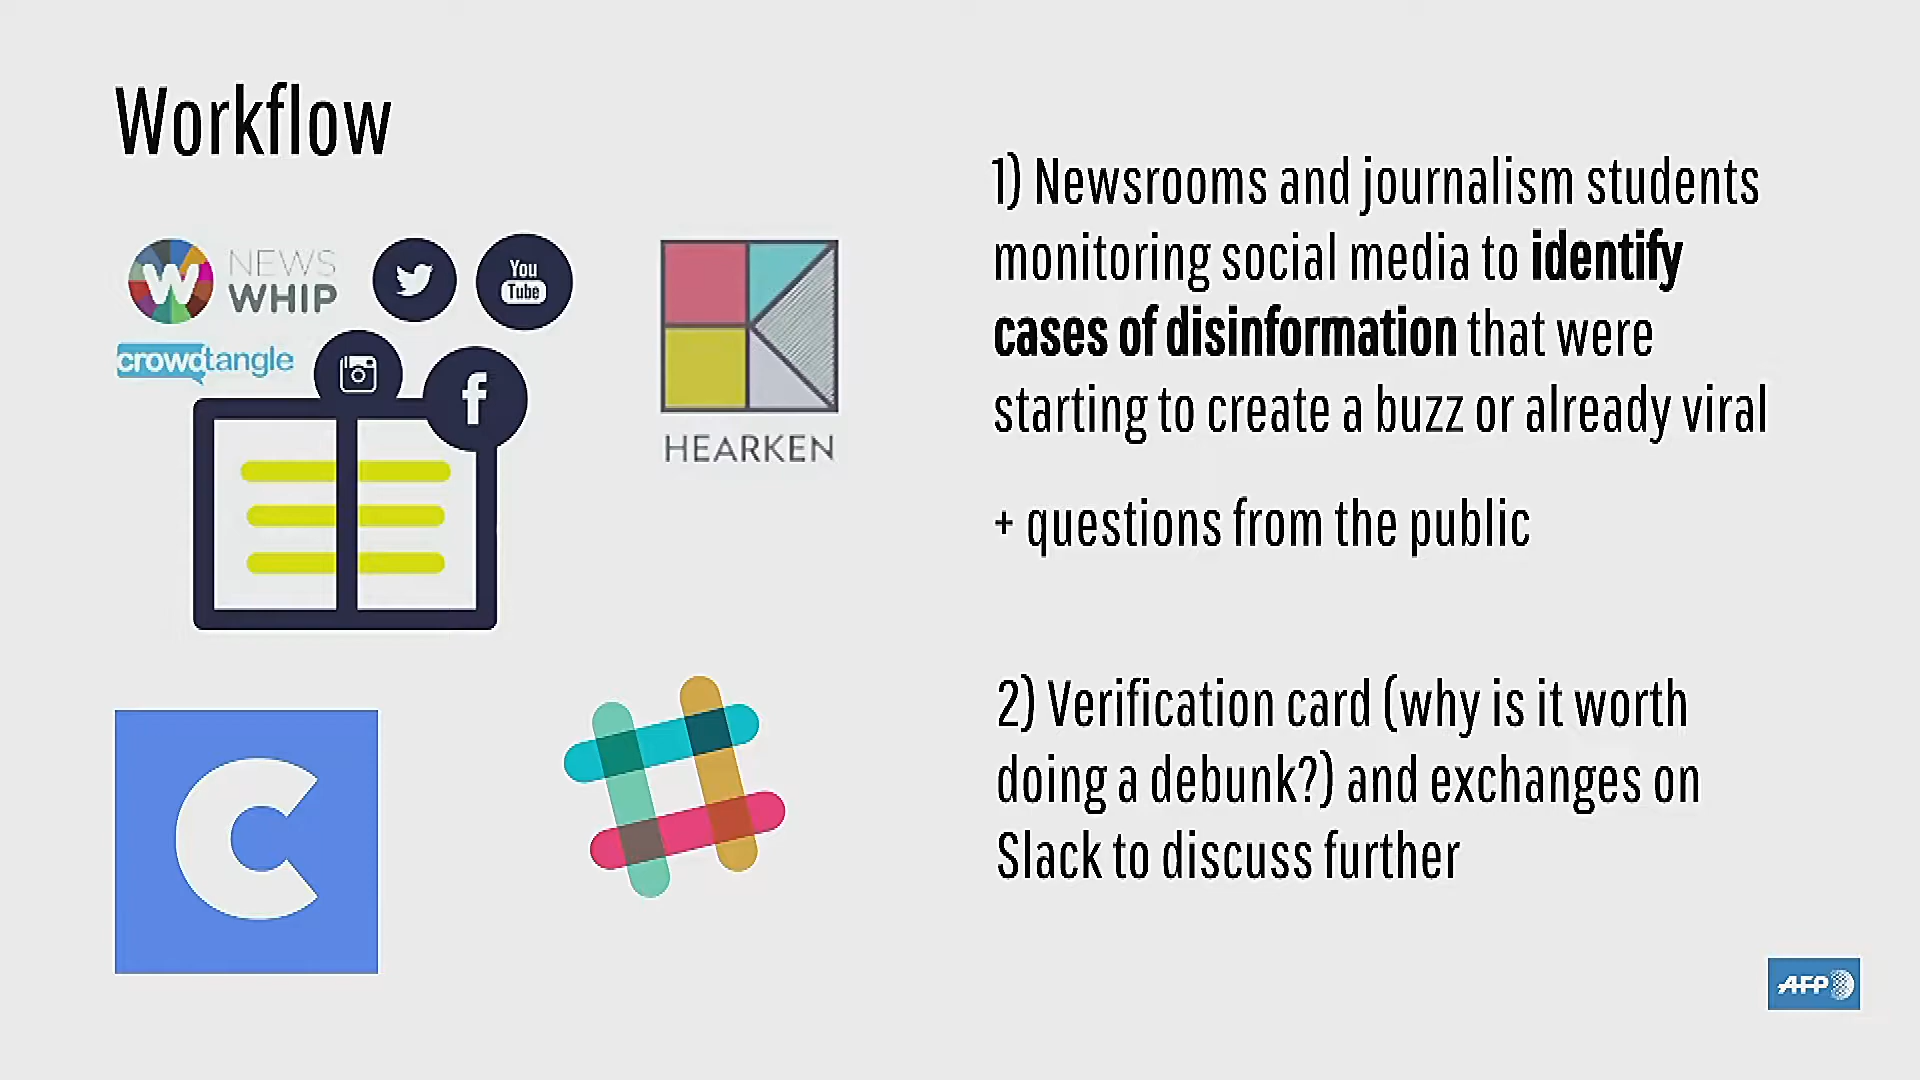 Workflow
NEWS
WHIP
You
Tube
crowdtangle
f
HEARKEN
1) Newsrooms and journalism students
monitoring social media to identify
cases of disinformation that were
starting to create a buzz or already viral
+ questions from the public
C
2) Verification card (why is it worth
doing a debunk?) and exchanges on
Slack to discuss further
AFP